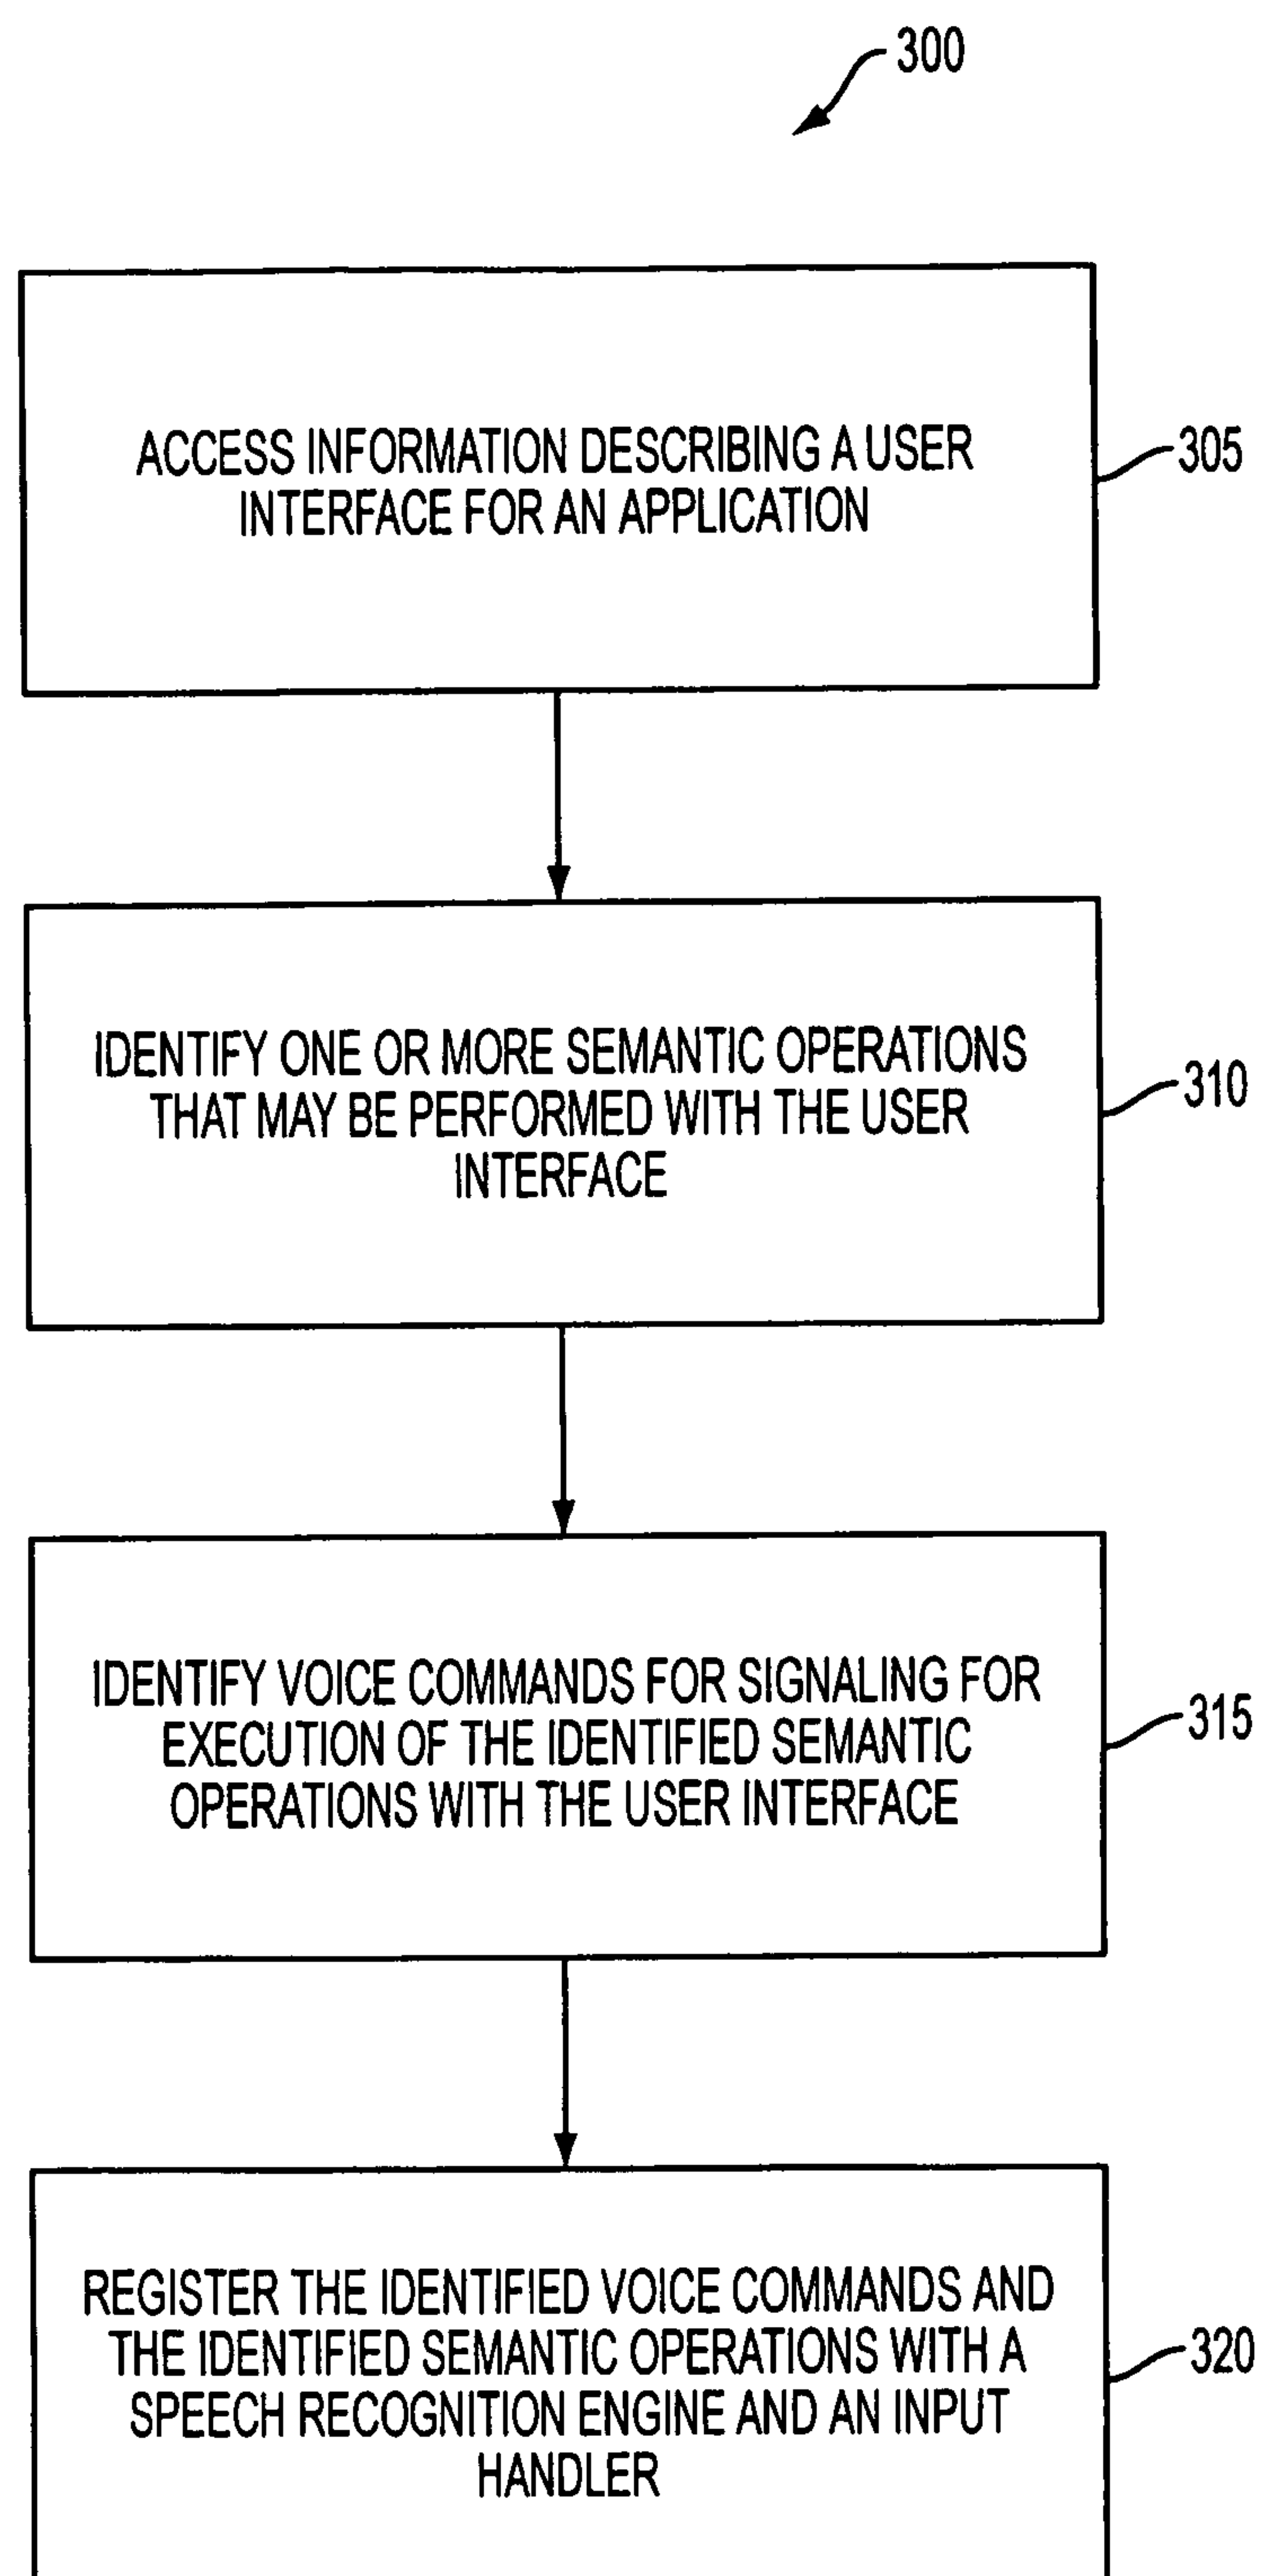 300
ACCESS INFORMATION DESCRIBING A USER
INTERFACE FOR AN APPLICATION
305
IDENTIFY ONE OR MORE SEMANTIC OPERATIONS
THAT MAY BE PERFORMED WITH THE USER
INTERFACE
310
IDENTIFY VOICE COMMANDS FOR SIGNALING FOR
EXECUTION OF THE IDENTIFIED SEMANTIC
OPERATIONS WITH THE USER INTERFACE
315
REGISTER THE IDENTIFIED VOICE COMMANDS AND
THE IDENTIFIED SEMANTIC OPERATIONS WITH A
SPEECH RECOGNITION ENGINE AND AN INPUT
HANDLER
320